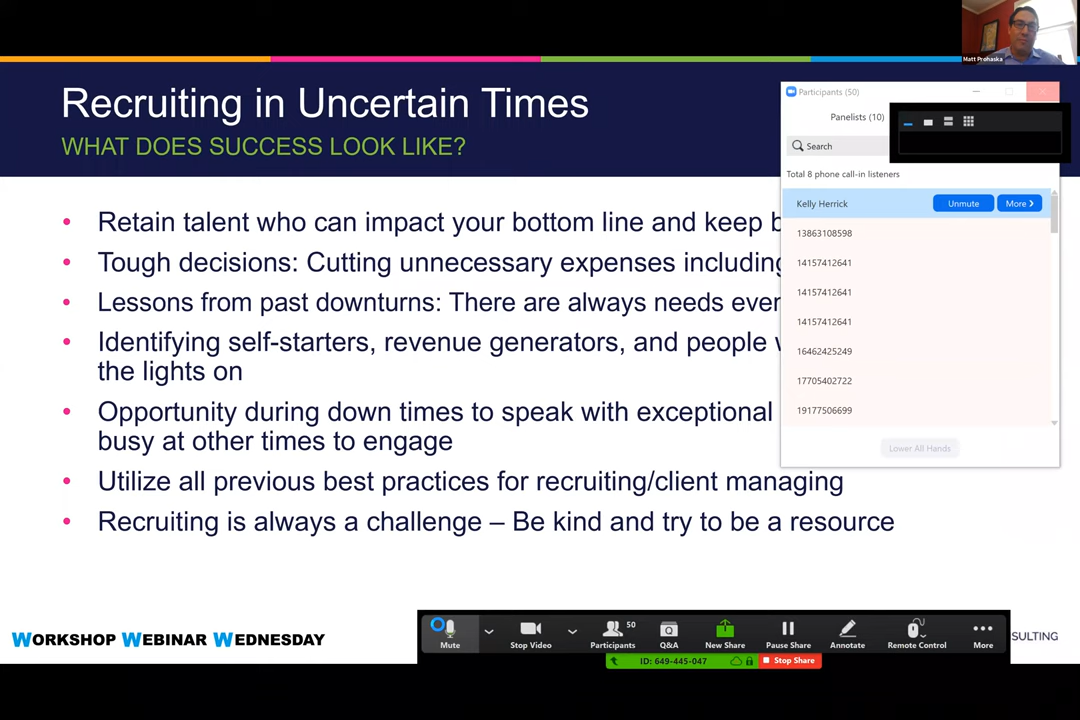 Matt Prohaska
Recruiting in Uncertain Times
WHAT DOES SUCCESS LOOK LIKE?
• Retain talent who can impact your bottom line and keep
• Tough decisions: Cutting unnecessary expenses including
• Lessons from past downturns: There are always needs
• Identifying self-starters, revenue generators, and people
the lights on
• Opportunity during down times to speak with exceptional
busy at other times to engage
• Utilize all previous best practices for recruiting/client managing
• Recruiting is always a challenge – Be kind and try to be a resource
Participants (50)
Panelists (10)
Search
Total 8 phone call-in listeners
Kelly Herrick Unmute More
13863108598
14157412641
14157412641
14157412641
16462425249
17705402722
19177506699
Lower All Hands
WORKSHOP WEBINAR WEDNESDAY
SULTING
50
Mute Stop Video Participants Q&A New Share Pause Share Annotate Remote Control More
ID: 649-445-047 Stop Share